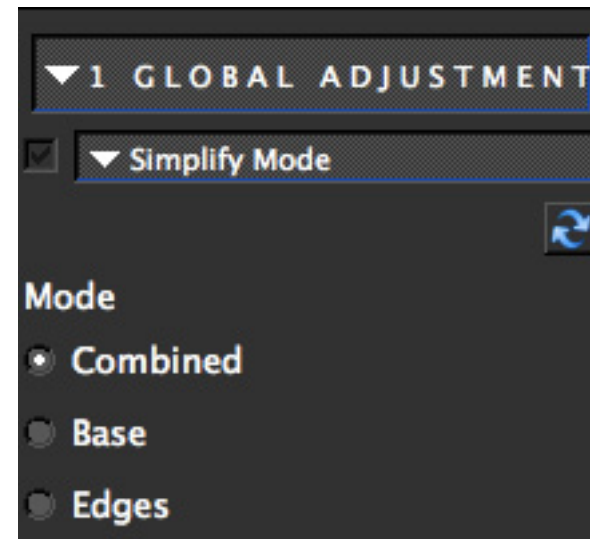 1 GLOBAL ADJUSTMENT
Simplify Mode
Mode
Combined
Base
Edges